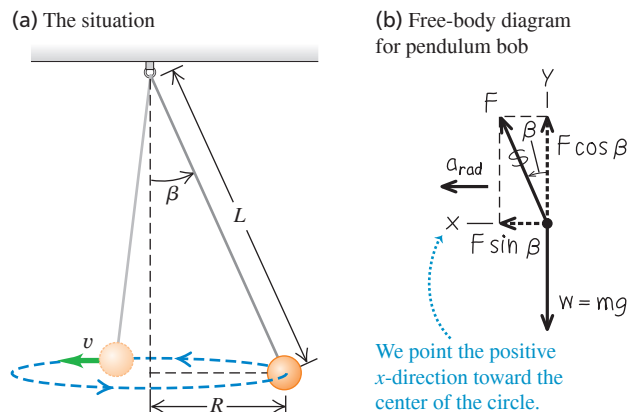 (a) The situation
β
L
v
R
(b) Free-body diagram
for pendulum bob
Y
F
β
F cos β
a rad
X
F sin β
w = mg
We point the positive
x-direction toward the
center of the circle.